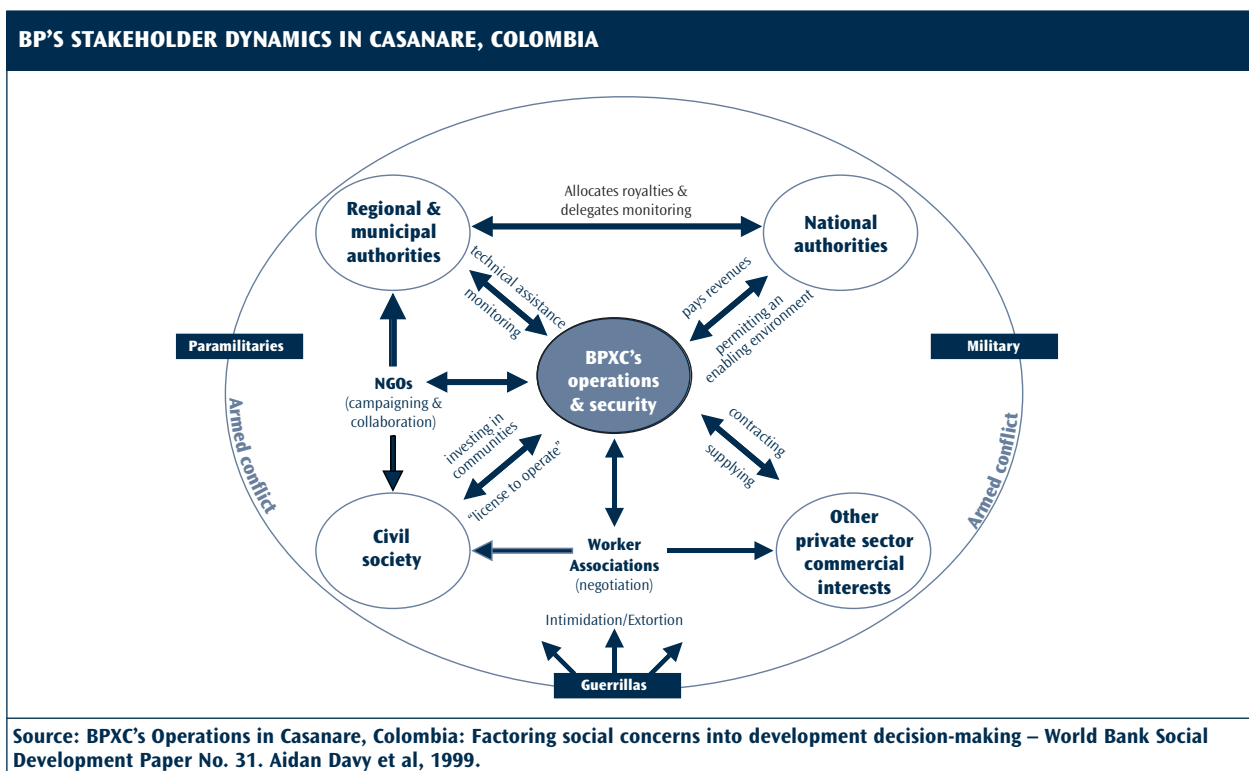 BP'S STAKEHOLDER DYNAMICS IN CASANARE, COLOMBIA
Allocates royalties &
delegates monitoring
Regional &
municipal
authorities
National
authorities
technical assistance
monitoring
pays revenues
permitting an
enabling environment
Paramilitaries
Military
BPXC's
operations
& security
NGOs
(campaigning &
collaboration)
Armed conflict
Armed conflict
investing in
communities
"license to operate"
contracting
supplying
Civil
society
Worker
Associations
(negotiation)
Other
private sector
commercial
interests
Intimidation/Extortion
Guerrillas
Source: BPXC's Operations in Casanare, Colombia: Factoring social concerns into development decision-making – World Bank Social
Development Paper No. 31. Aidan Davy et al, 1999.